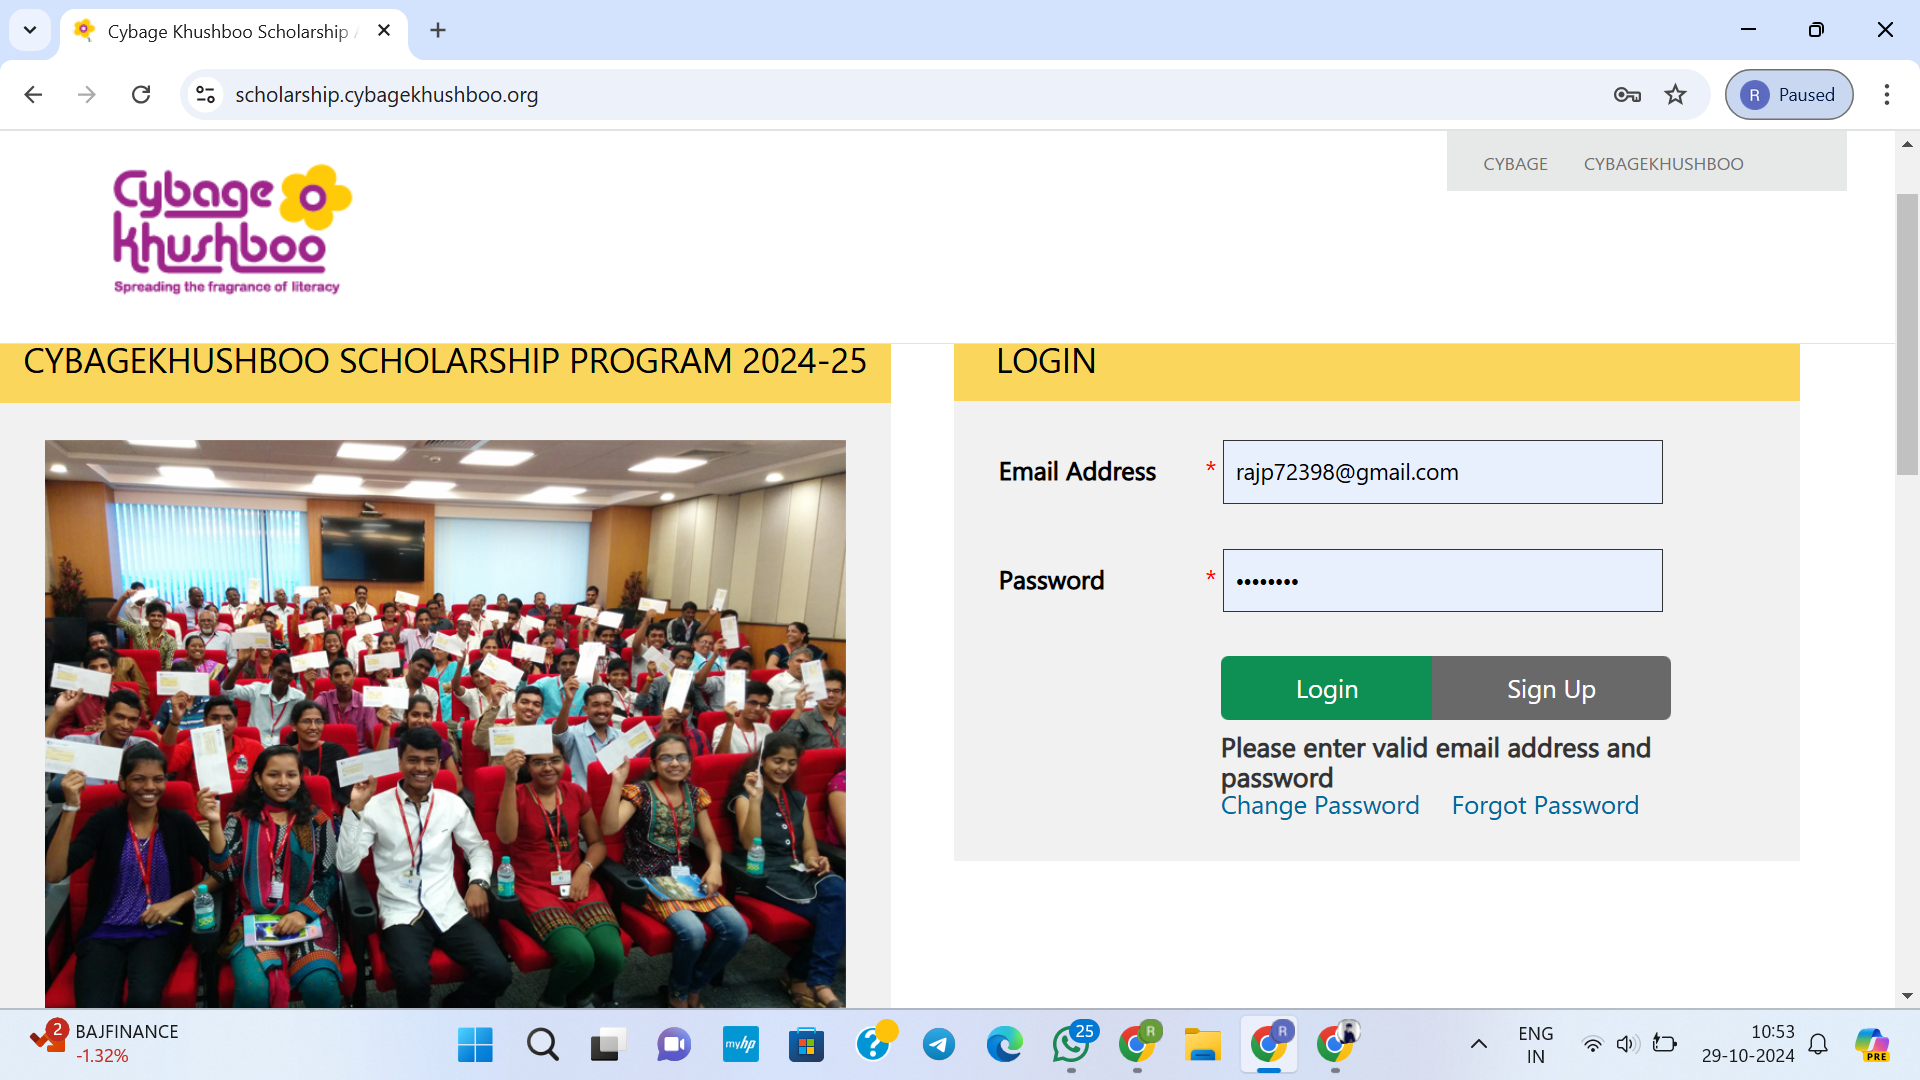 Cybage Khushboo Scholarship
scholarship.cybagekhushboo.org
R Paused
CYBAGE CYBAGEKHUSHBOO
Cybage
khushboo
Spreading the fragrance of literacy
CYBAGEKHUSHBOO SCHOLARSHIP PROGRAM 2024-25
LOGIN
Email Address * rajp72398@gmail.com
Password * ••••••••
Login Sign Up
Please enter valid email address and
password
Change Password Forgot Password
2 BAJFINANCE
-1.32%
myhp
25
R
R
ENG
IN
10:53
29-10-2024
PRE